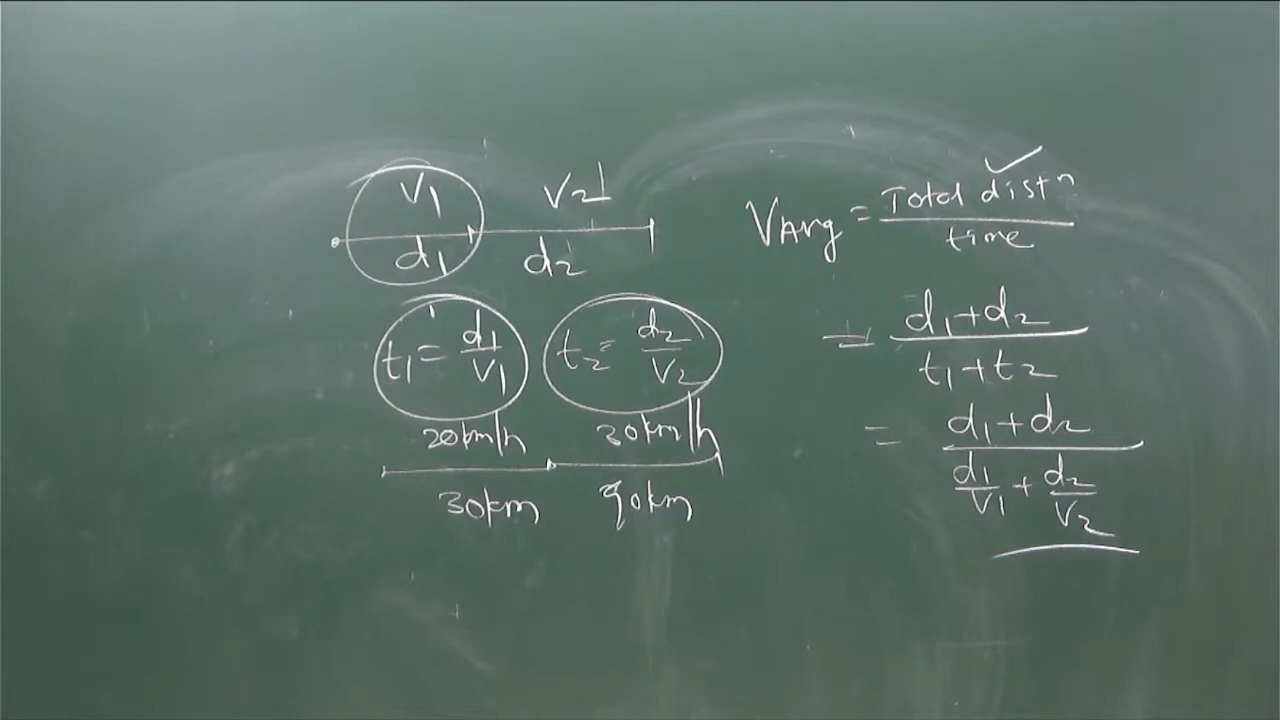 V1 V2
d1 d2
t1 = d1/V1 t2 = d2/V2
20km/h 30km/h
30km 90km
VAvg = Total distn / time
= d1+d2 / t1+t2
= d1+d2 / d1/V1 + d2/V2